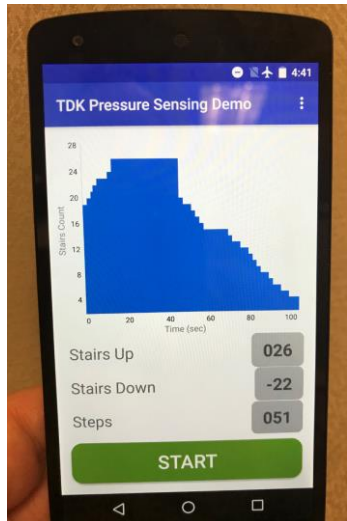 4:41
TDK Pressure Sensing Demo
28
24
20
16
12
8
4
Stairs Count
0 20 40 60 80 100
Time (sec)
Stairs Up 026
Stairs Down -22
Steps 051
START